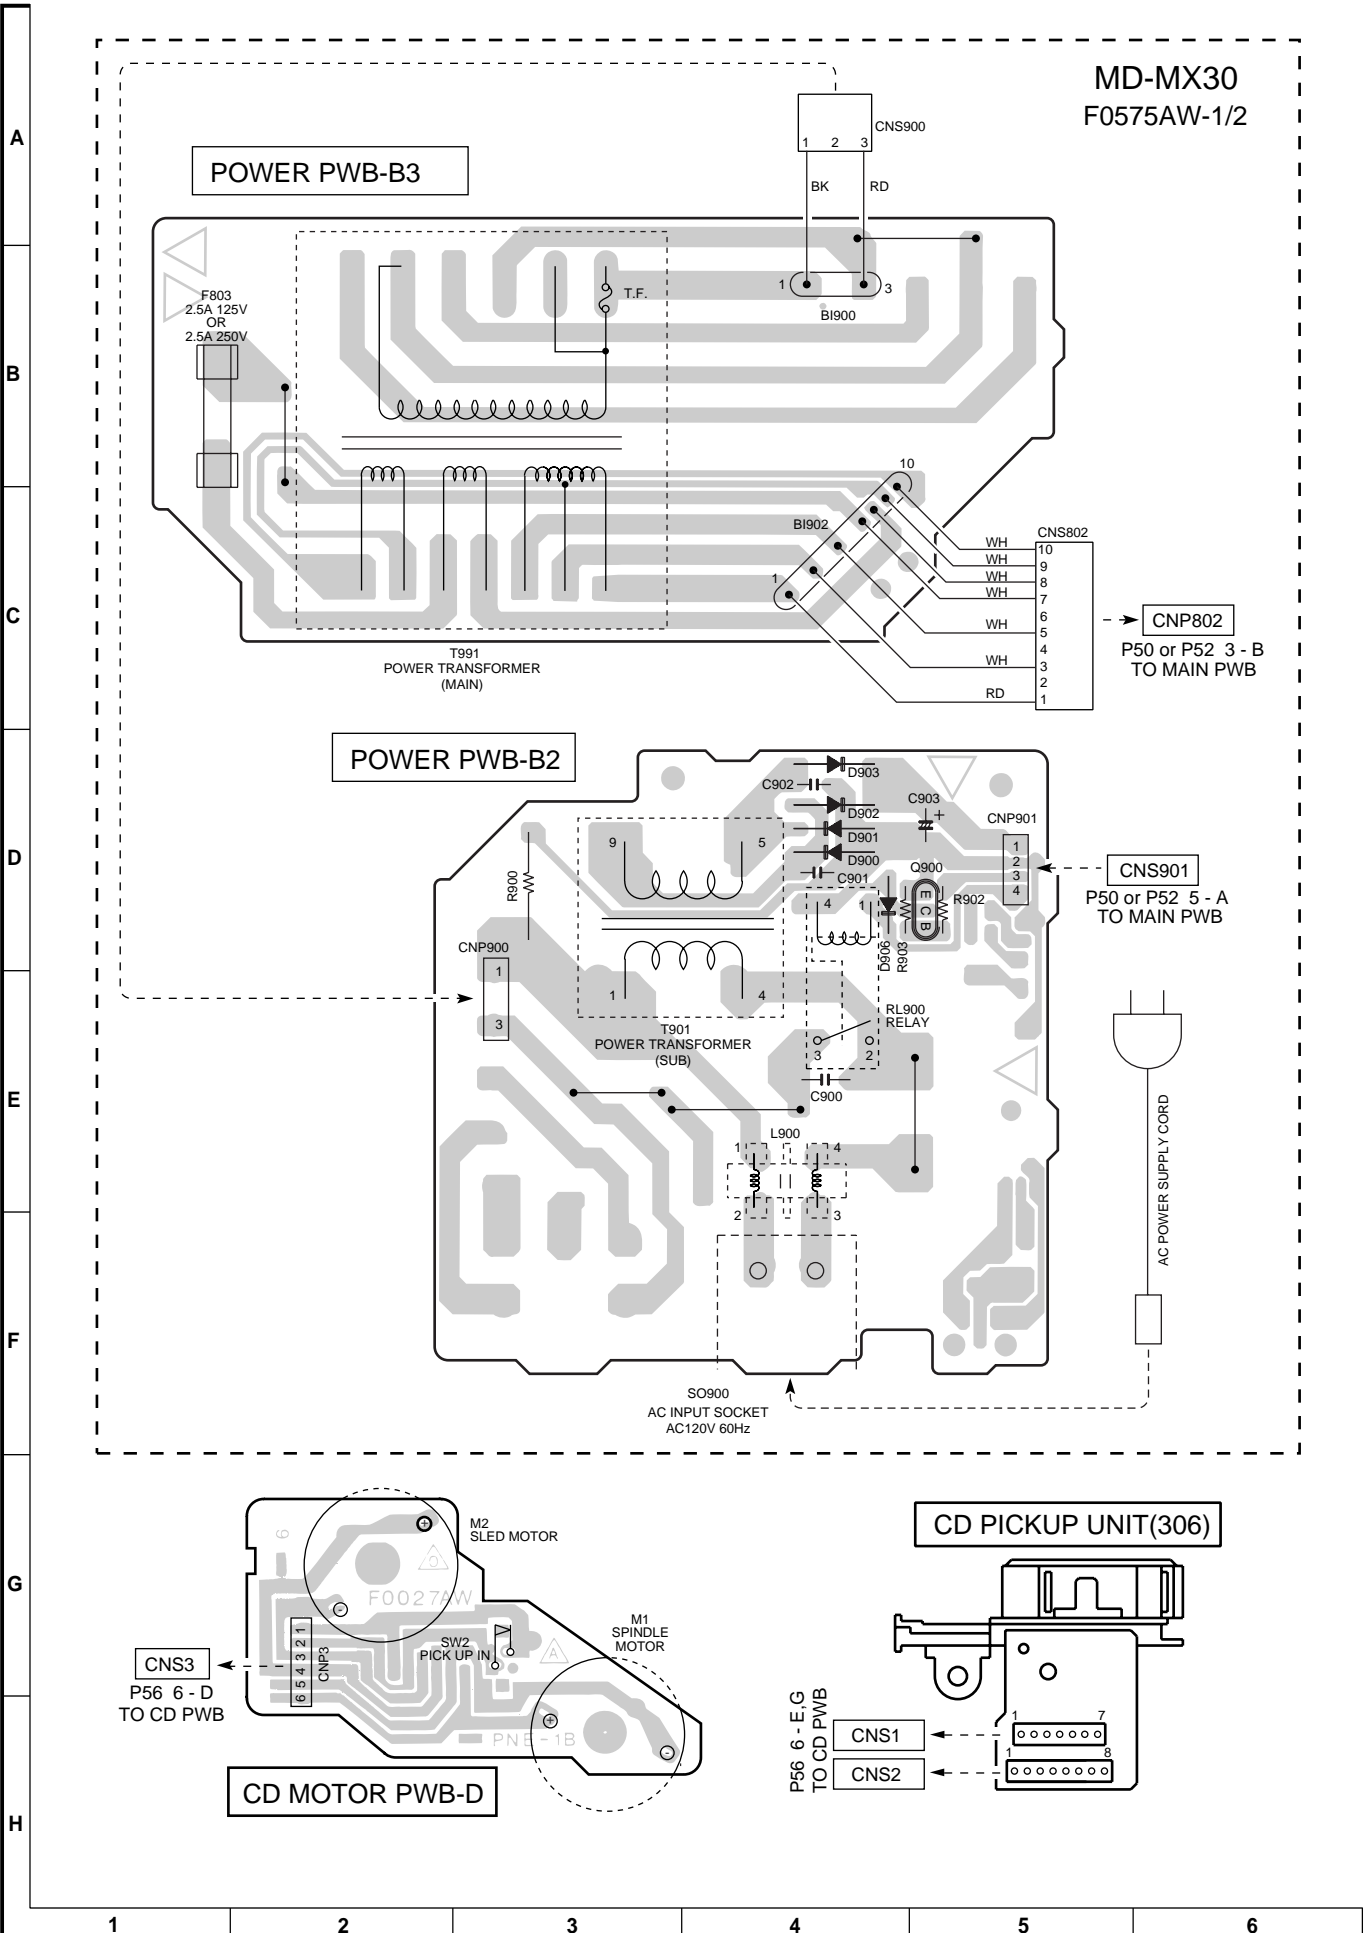 MD-MX30
F0575AW-1/2
A
CNS900
1 2 3
BK RD
POWER PWB-B3
F803
2.5A 125V
OR
2.5A 250V
T.F.
1 3
BI900
B
10
BI902
1
CNS802
WH 10
WH 9
WH 8
WH 7
6
WH 5
4
WH 3
2
RD 1
C
CNP802
P50 or P52 3 - B
TO MAIN PWB
T991
POWER TRANSFORMER
(MAIN)
POWER PWB-B2
D903
C902
D902
D901
D900
C901
C903
+
CNP901
1
2
3
4
D
CNS901
P50 or P52 5 - A
TO MAIN PWB
Q900
E C B
R902
R903
D906
R900
9 5
4 1
CNP900
1
3
1 4
T901
POWER TRANSFORMER
(SUB)
RL900
RELAY
3 2
C900
E
L900
1 4
2 3
AC POWER SUPPLY CORD
F
SO900
AC INPUT SOCKET
AC120V 60Hz
M2
SLED MOTOR
+
-
6
F0027AW
G
CNP3
1
2
3
4
5
6
SW2
PICK UP IN
A
M1
SPINDLE
MOTOR
+
-
PNE-1B
CNS3
P56 6 - D
TO CD PWB
CD MOTOR PWB-D
CD PICKUP UNIT(306)
1 7
1 8
CNS1
CNS2
P56 6 - E,G
TO CD PWB
H
1 2 3 4 5 6